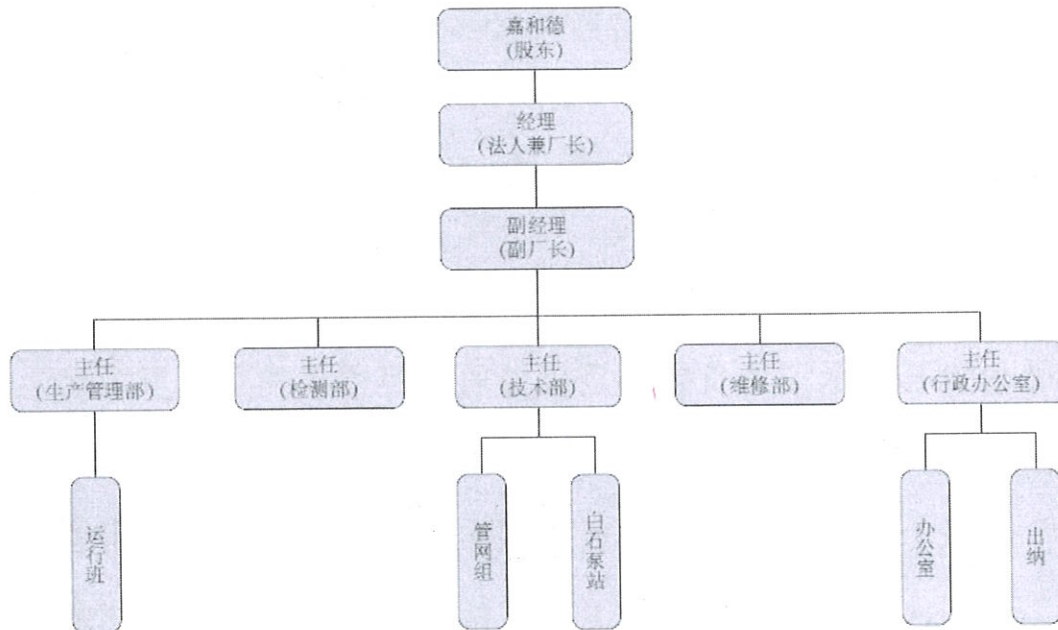 嘉和德
(股东)
经理
(法人兼厂长)
副经理
(副厂长)
主任
(生产管理部)
主任
(检测部)
主任
(技术部)
主任
(维修部)
主任
(行政办公室)
运行班
管网组
白石泵站
办公室
出纳